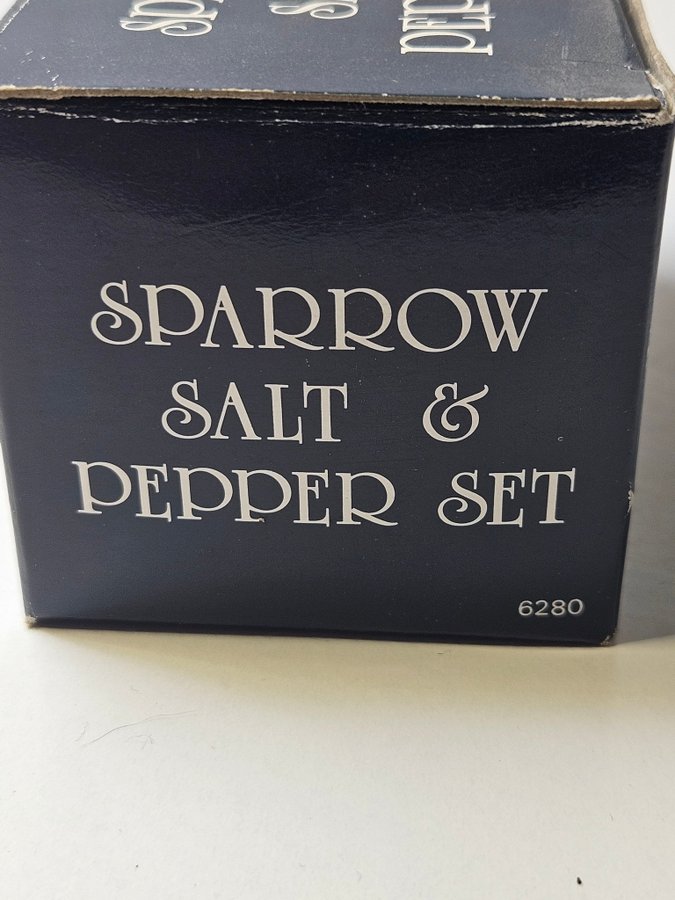 SPARROW
SALT &
PEPPER SET
6280